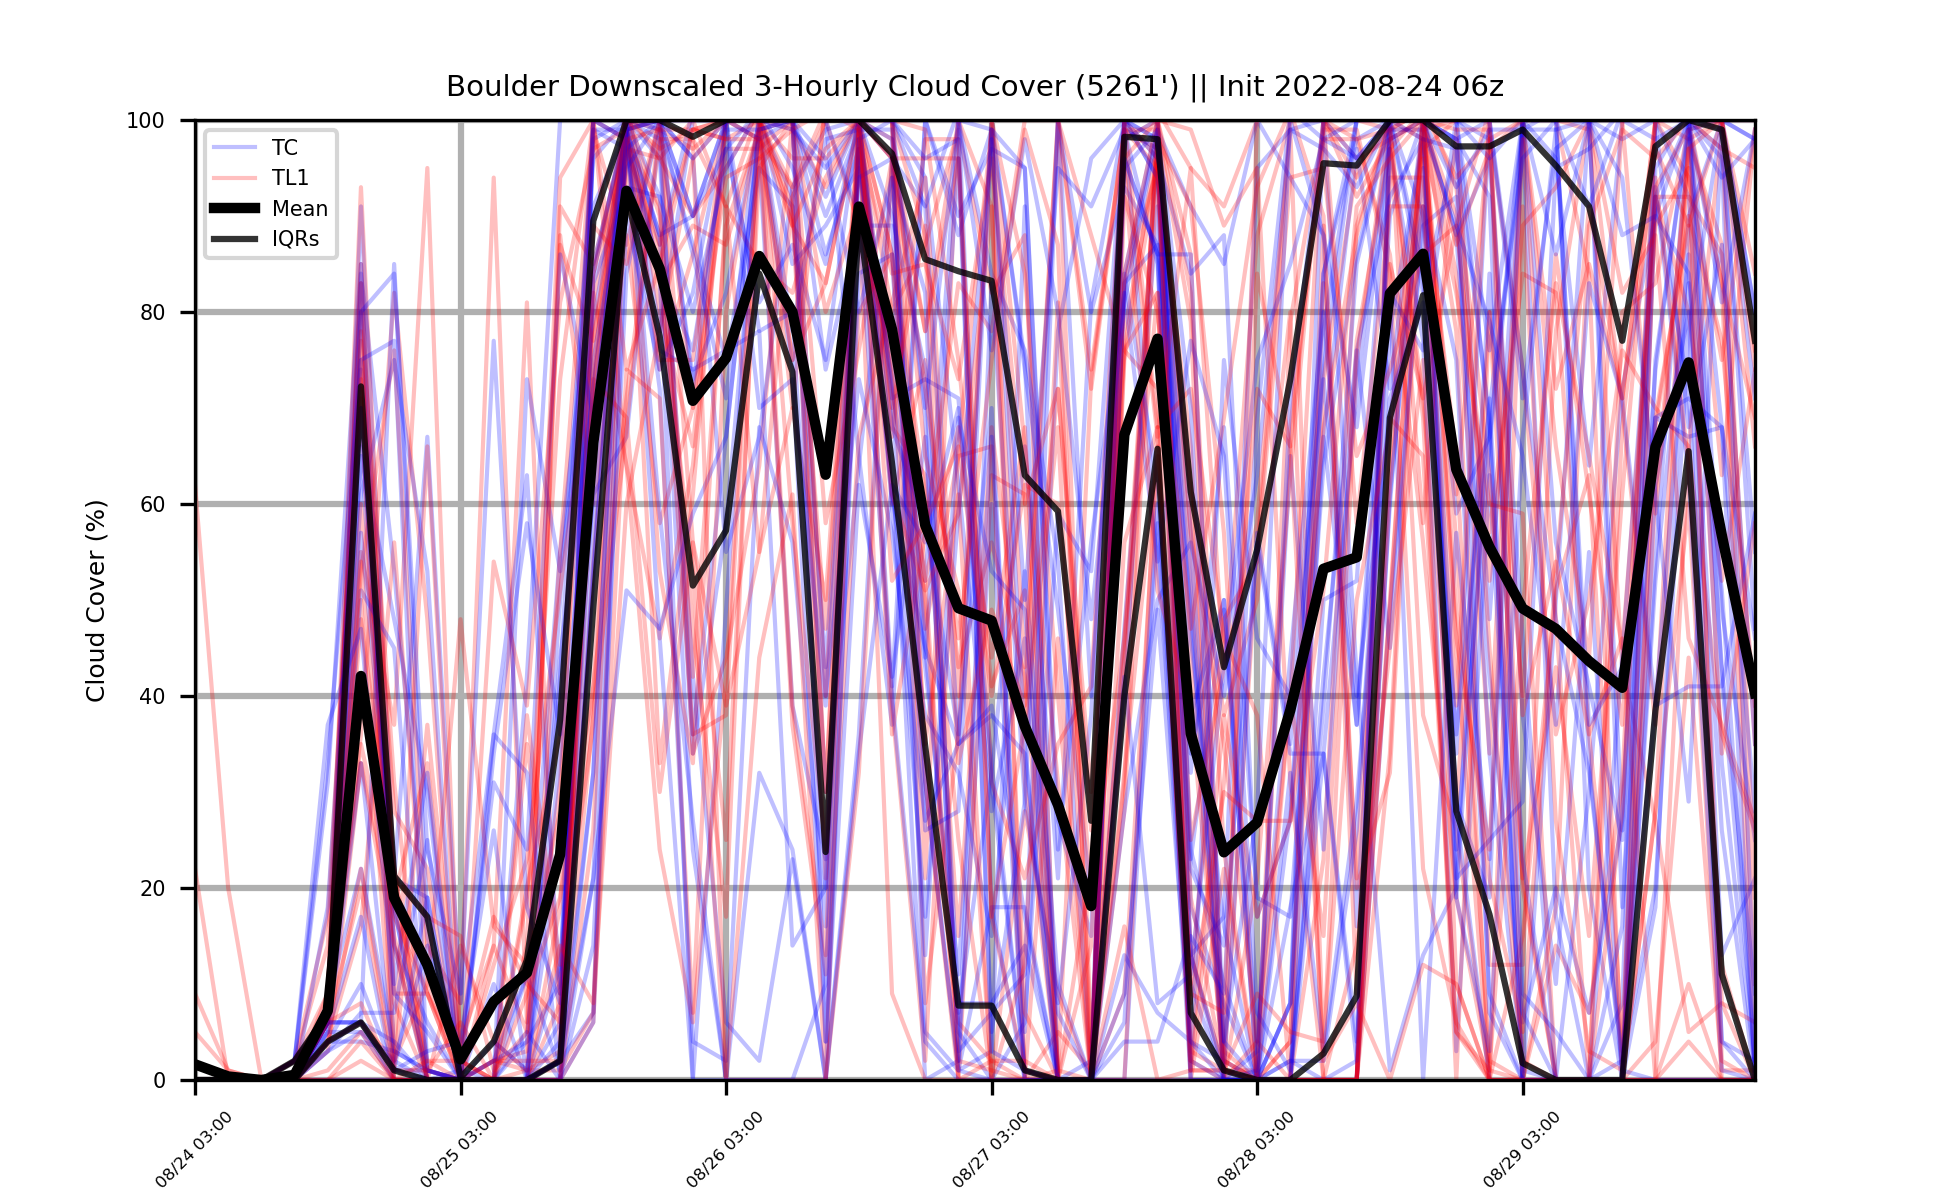 Boulder Downscaled 3-Hourly Cloud Cover (5261') || Init 2022-08-24 06z
TC
TL1
Mean
IQRs
Cloud Cover (%)
100
80
60
40
20
0
08/24 03:00
08/25 03:00
08/26 03:00
08/27 03:00
08/28 03:00
08/29 03:00